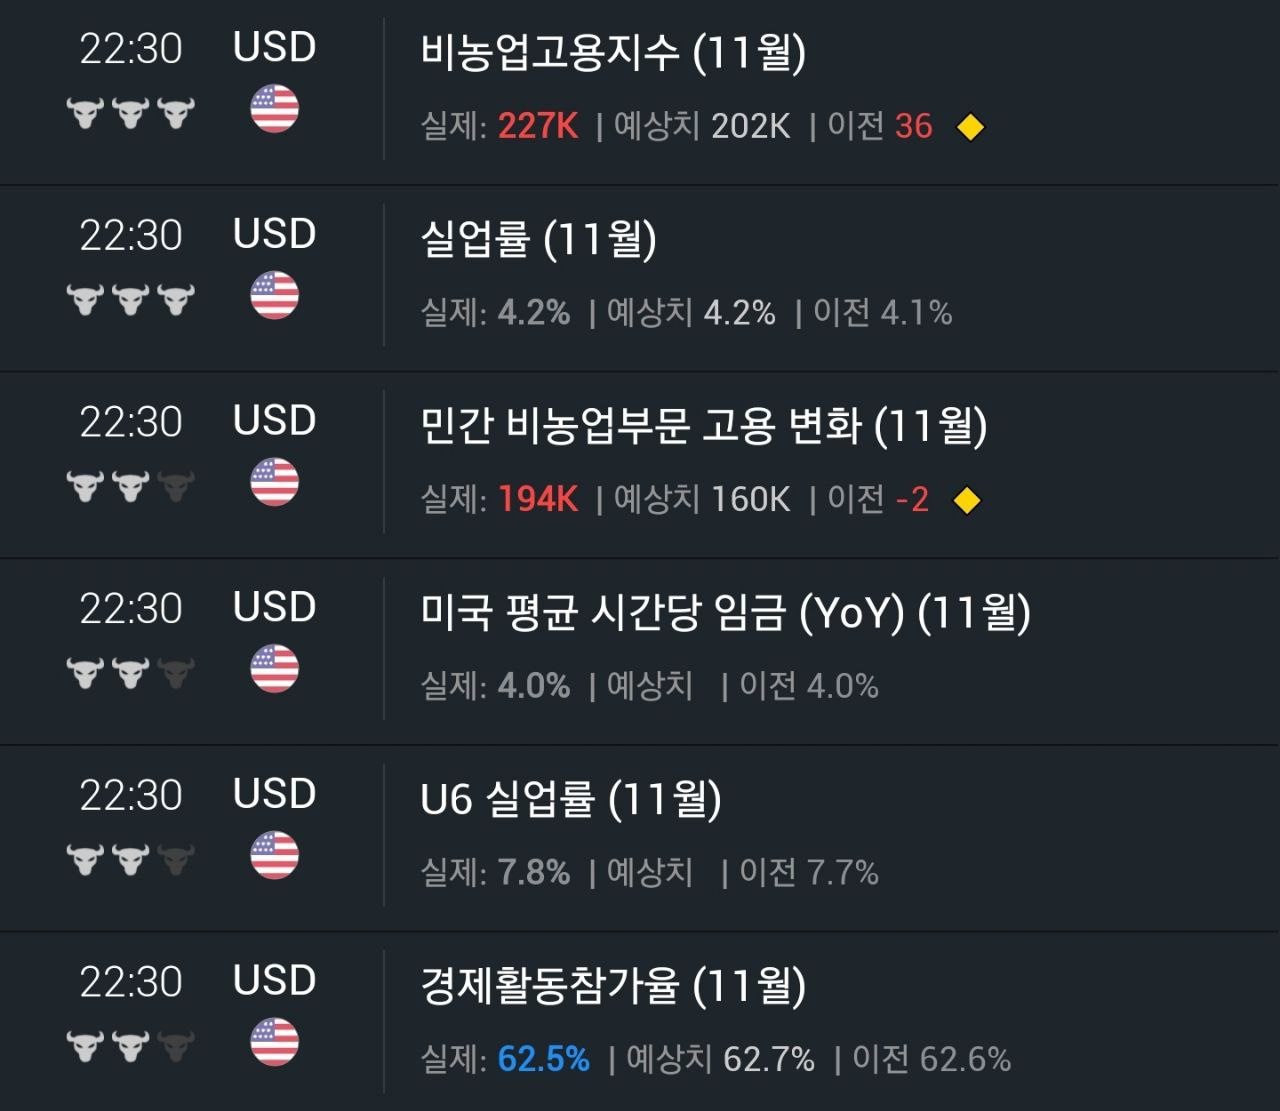 22:30 USD 비농업고용지수 (11월)
실제: 227K | 예상치 202K | 이전 36
22:30 USD 실업률 (11월)
실제: 4.2% | 예상치 4.2% | 이전 4.1%
22:30 USD 민간 비농업부문 고용 변화 (11월)
실제: 194K | 예상치 160K | 이전 -2
22:30 USD 미국 평균 시간당 임금 (YoY) (11월)
실제: 4.0% | 예상치 | 이전 4.0%
22:30 USD U6 실업률 (11월)
실제: 7.8% | 예상치 | 이전 7.7%
22:30 USD 경제활동참가율 (11월)
실제: 62.5% | 예상치 62.7% | 이전 62.6%